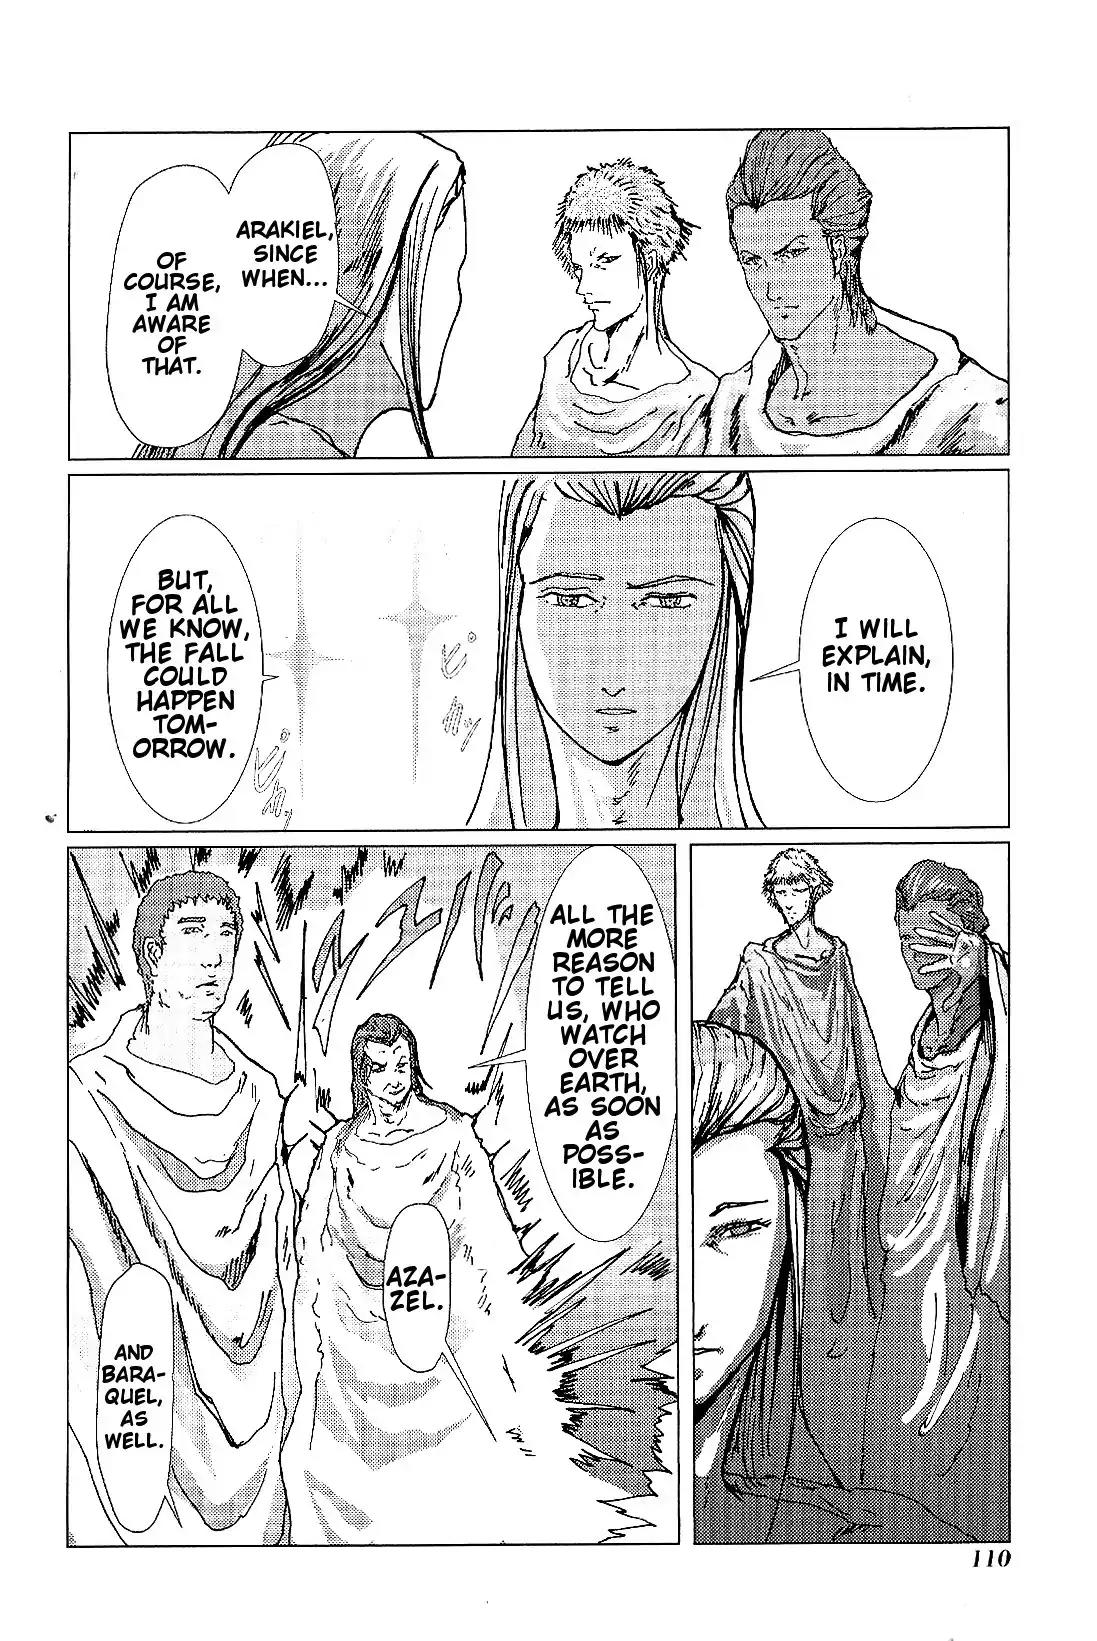 ARAKIEL,
SINCE
WHEN...
OF
COURSE,
I AM
AWARE
OF
THAT.
I WILL
EXPLAIN,
IN TIME.
BUT,
FOR ALL
WE KNOW,
THE FALL
COULD
HAPPEN
TOM-
ORROW.
ALL THE
MORE
REASON
TO TELL
US, WHO
WATCH
OVER
EARTH,
AS SOON
AS
POSS-
IBLE.
AZA-
ZEL.
AND
BARA-
QUEL,
AS
WELL.
110